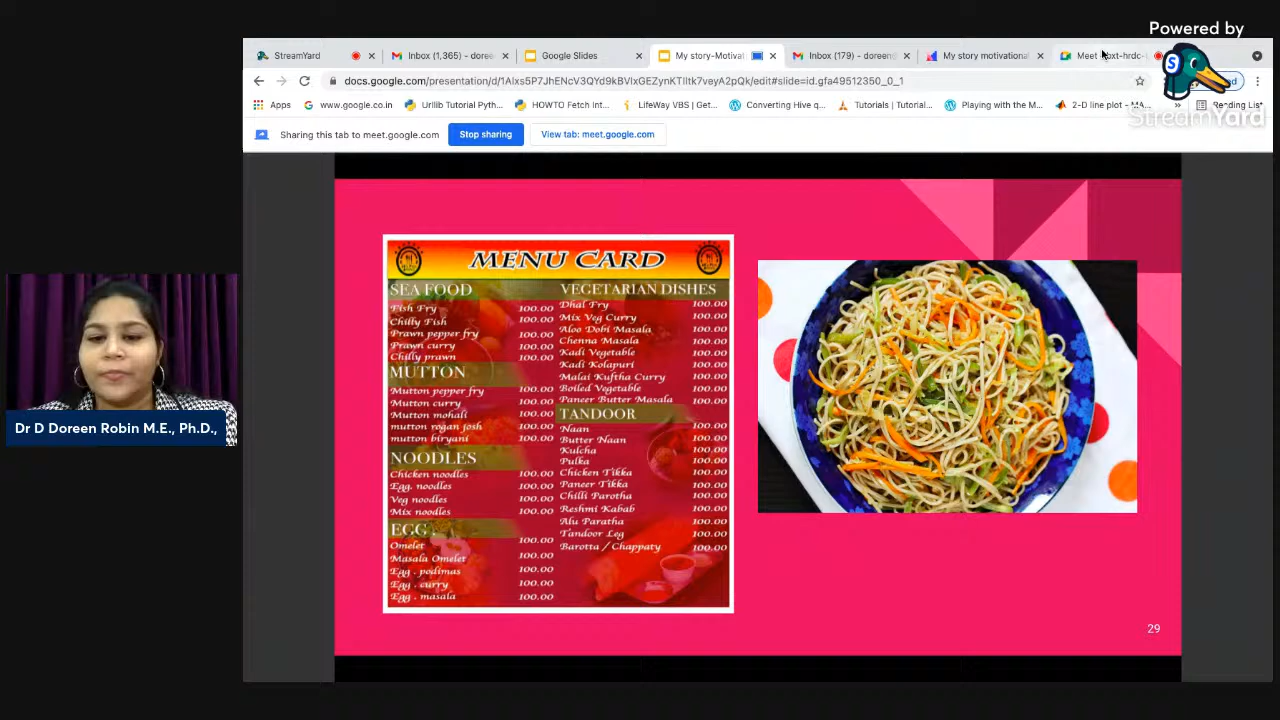 Powered by
StreamYard
StreamYard
Inbox (1,365) - doree
Google Slides
My story-Motivat
Inbox (179) - doreen
My story motivational
Meet
docs.google.com/presentation/d/1AIxs5P7JhENcV3QYd9kBVIxGEZynKTIItk7veyA2pQk/edit#slide=id.gfa49512350_0_1
Apps
www.google.co.in
Urllib Tutorial Pyth...
HOWTO Fetch Int...
LifeWay VBS | Get...
Converting Hive q...
Tutorials | Tutorial...
Playing with the M...
2-D line plot - MA...
»
Reading List
Sharing this tab to meet.google.com
Stop sharing
View tab: meet.google.com
MENU CARD
SEA FOOD
Fish Fry 100.00
Chilly Fish 100.00
Prawn pepper fry 100.00
Prawn curry 100.00
Chilly prawn 100.00
MUTTON
Mutton pepper fry 100.00
Mutton curry 100.00
Mutton mohali 100.00
mutton rogan josh 100.00
mutton biryani 100.00
NOODLES
Chicken noodles 100.00
Egg. noodles 100.00
Veg noodles 100.00
Mix noodles 100.00
EGG :
Omelet 100.00
Masala Omelet 100.00
Egg . podimas 100.00
Egg . curry 100.00
Egg . masala 100.00
VEGETARIAN DISHES
Dhal Fry 100.00
Mix Veg Curry 100.00
Aloo Dobi Masala 100.00
Chenna Masala 100.00
Kadi Vegetable 100.00
Kadi Kolapuri 100.00
Malai Kuftha Curry 100.00
Boiled Vegetable 100.00
Paneer Butter Masala 100.00
TANDOOR
Naan 100.00
Butter Naan 100.00
Kulcha 100.00
Pulka 100.00
Chicken Tikka 100.00
Paneer Tikka 100.00
Chilli Parotha 100.00
Reshmi Kabab 100.00
Alu Paratha 100.00
Tandoor Leg 100.00
Barotta / Chappaty 100.00
29
Dr D Doreen Robin M.E., Ph.D.,